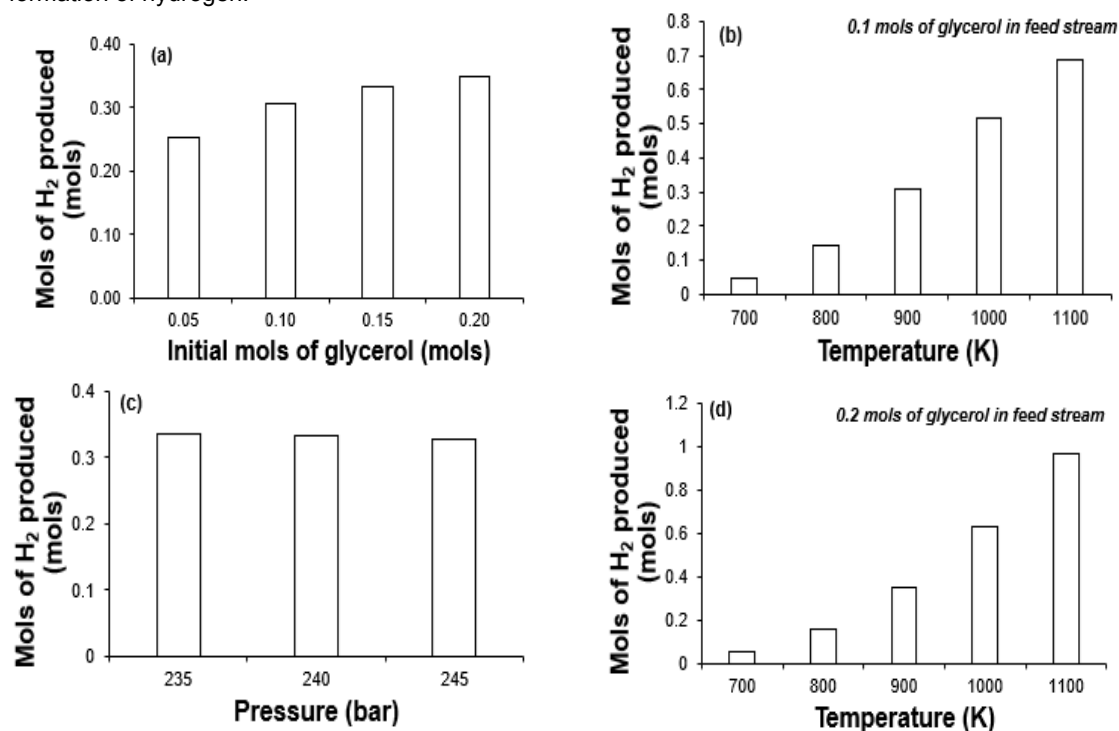 formation of hydrogen.
(a)
Mols of H₂ produced
(mols)
0.40
0.30
0.20
0.10
0.00
0.05 0.10 0.15 0.20
Initial mols of glycerol (mols)
(b)
0.1 mols of glycerol in feed stream
Mols of H₂ produced
(mols)
0.8
0.7
0.6
0.5
0.4
0.3
0.2
0.1
0
700 800 900 1000 1100
Temperature (K)
(c)
Mols of H₂ produced
(mols)
0.4
0.3
0.2
0.1
0
235 240 245
Pressure (bar)
(d)
0.2 mols of glycerol in feed stream
Mols of H₂ produced
(mols)
1.2
1
0.8
0.6
0.4
0.2
0
700 800 900 1000 1100
Temperature (K)